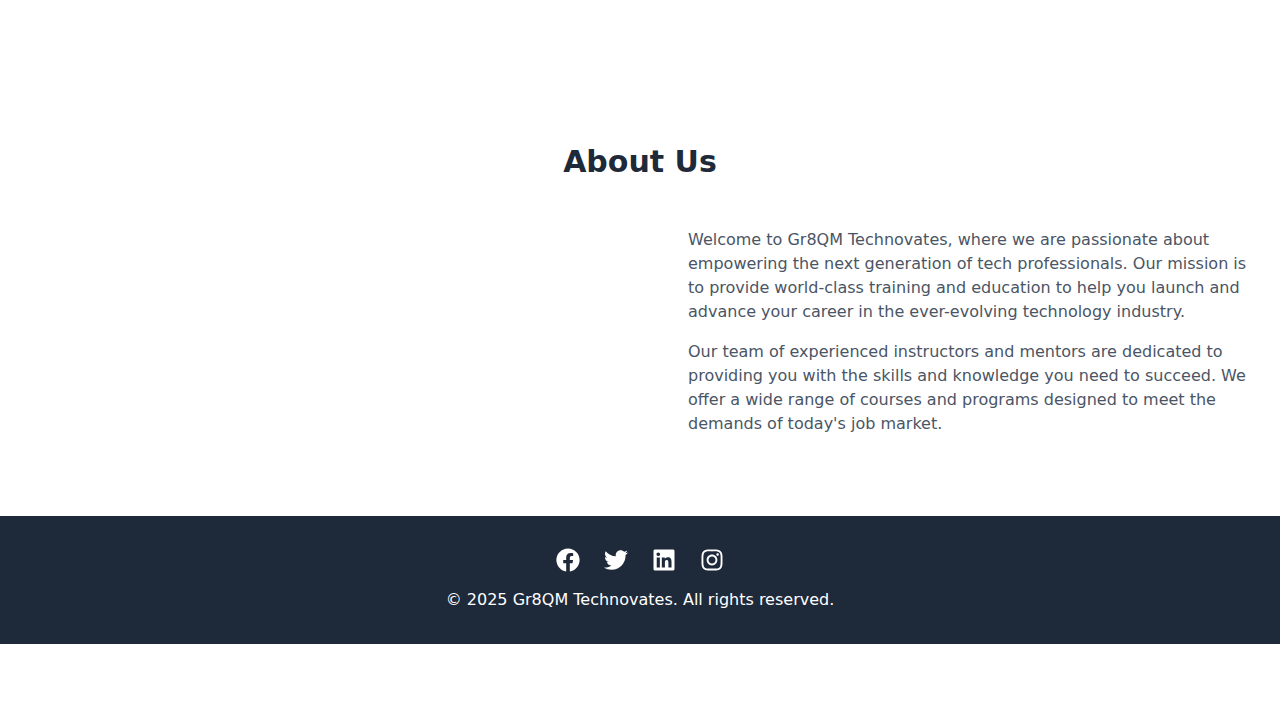 About Us
Welcome to Gr8QM Technovates, where we are passionate about
empowering the next generation of tech professionals. Our mission is
to provide world-class training and education to help you launch and
advance your career in the ever-evolving technology industry.
Our team of experienced instructors and mentors are dedicated to
providing you with the skills and knowledge you need to succeed. We
offer a wide range of courses and programs designed to meet the
demands of today's job market.
© 2025 Gr8QM Technovates. All rights reserved.